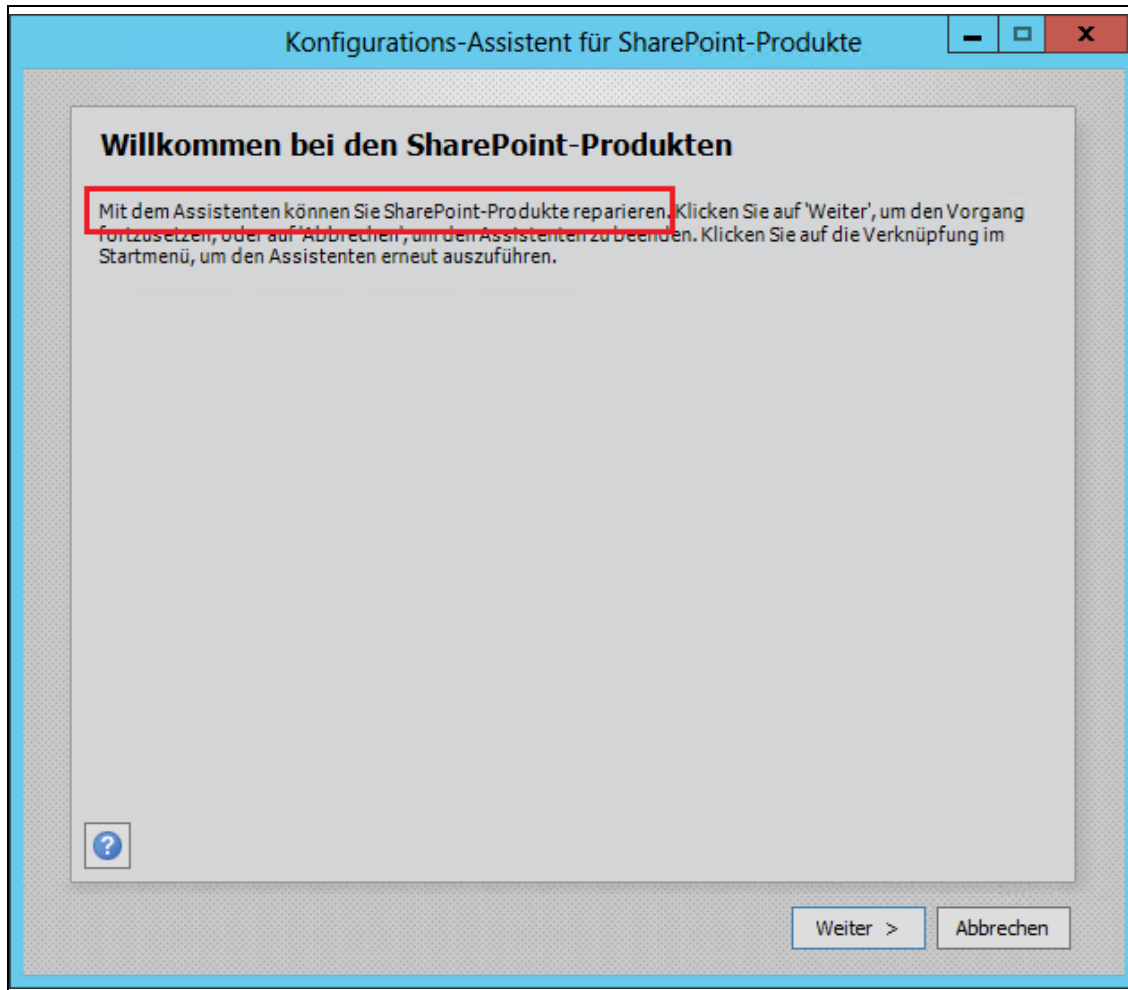 Konfigurations-Assistent für SharePoint-Produkte
Willkommen bei den SharePoint-Produkten
Mit dem Assistenten können Sie SharePoint-Produkte reparieren. Klicken Sie auf 'Weiter', um den Vorgang
fortzusetzen, oder auf 'Abbrechen', um den Assistenten zu beenden. Klicken Sie auf die Verknüpfung im
Startmenü, um den Assistenten erneut auszuführen.
Weiter >
Abbrechen